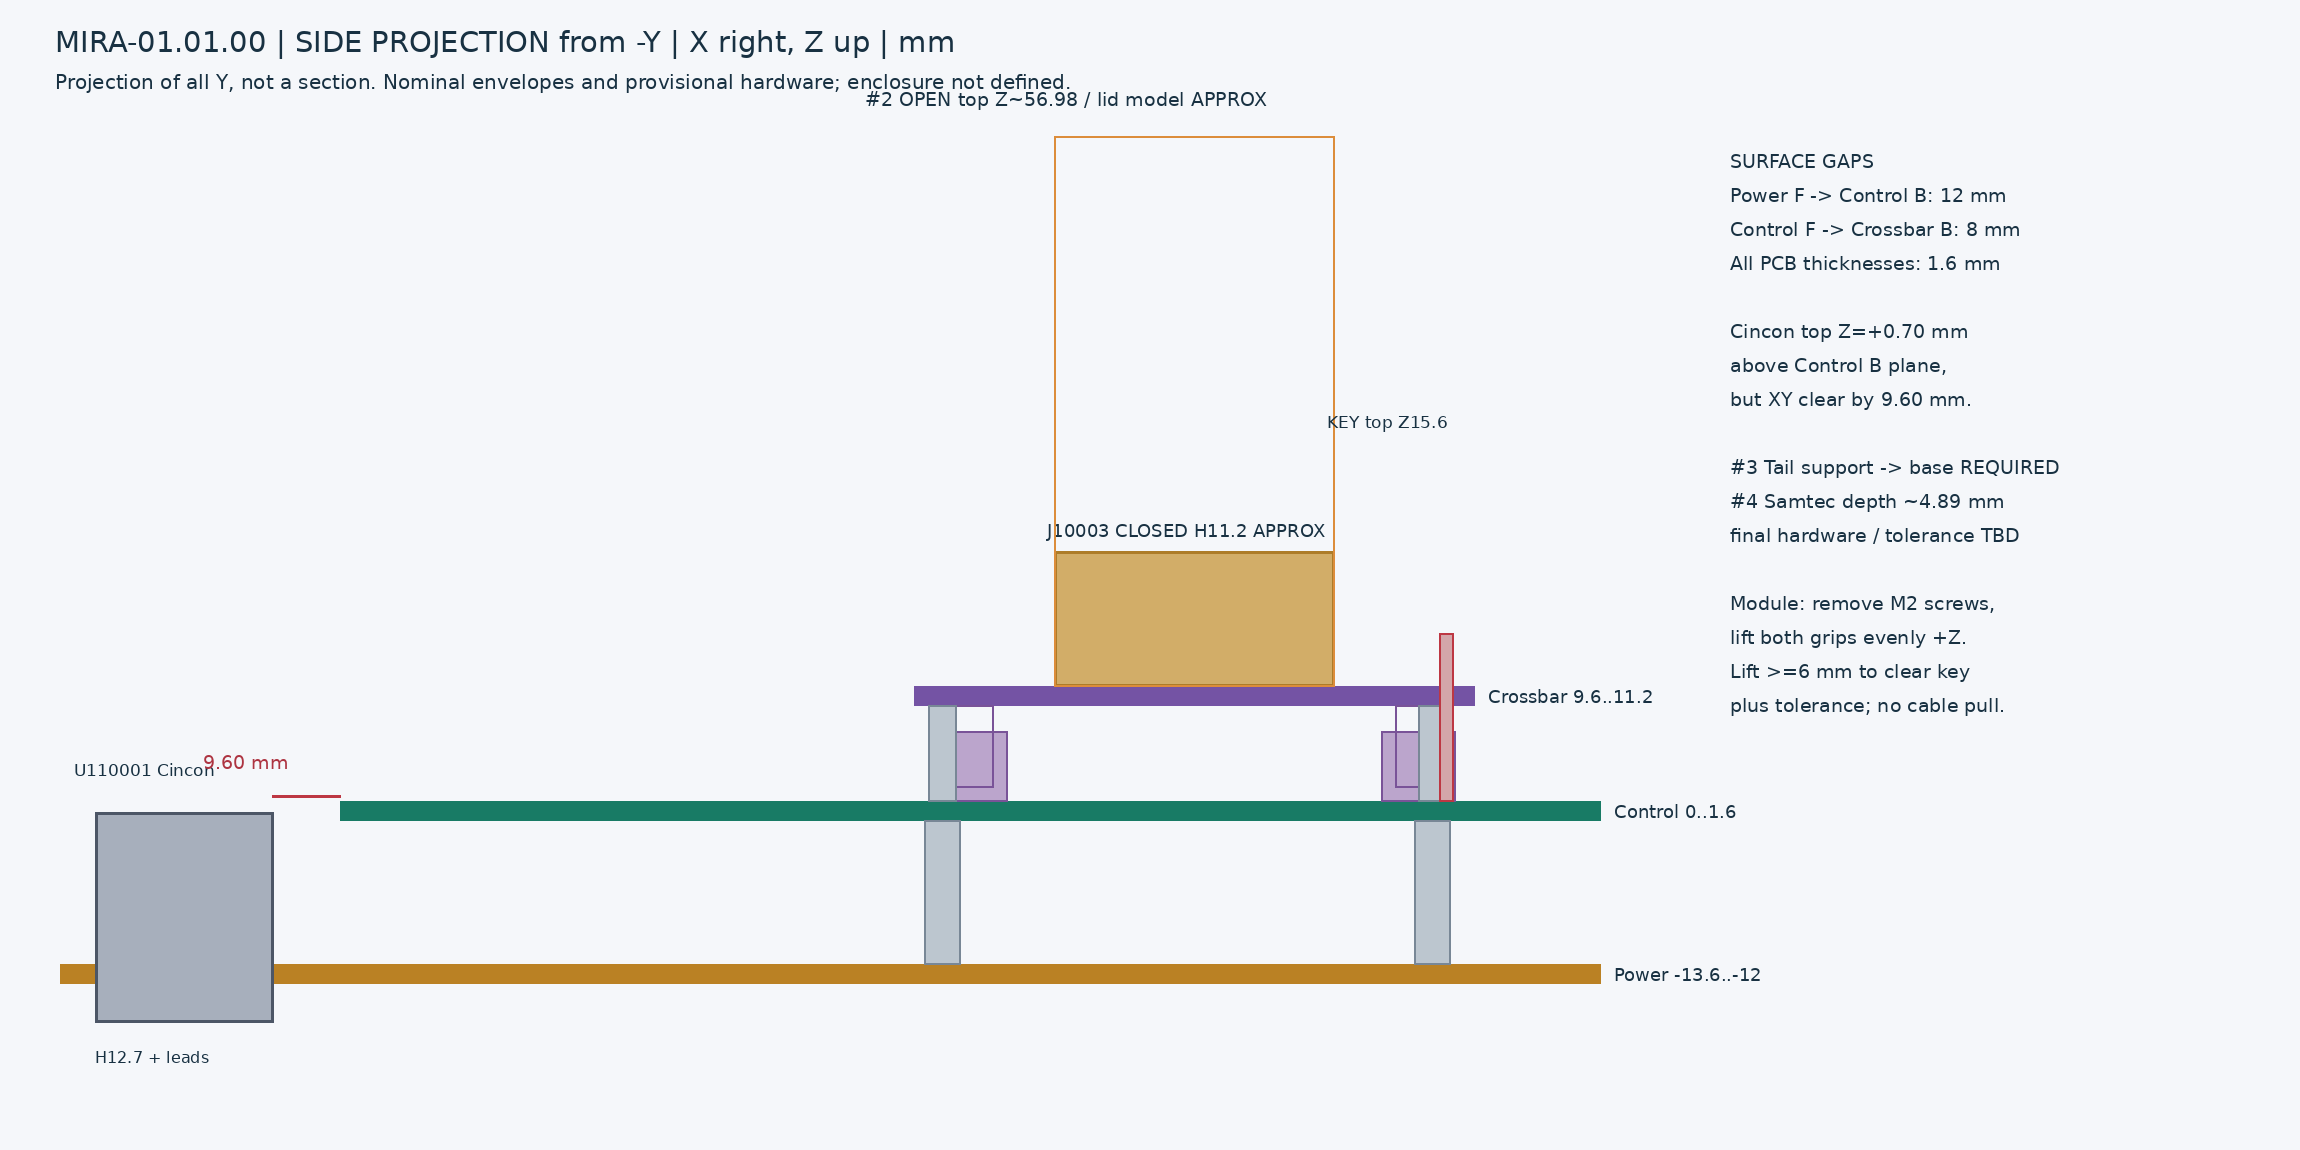 MIRA-01.01.00 | SIDE PROJECTION from -Y | X right, Z up | mm
Projection of all Y, not a section. Nominal envelopes and provisional hardware; enclosure not defined.
#2 OPEN top Z~56.98 / lid model APPROX
KEY top Z15.6
J10003 CLOSED H11.2 APPROX
Crossbar 9.6..11.2
U110001 Cincon
9.60 mm
Control 0..1.6
Power -13.6..-12
H12.7 + leads
SURFACE GAPS
Power F -> Control B: 12 mm
Control F -> Crossbar B: 8 mm
All PCB thicknesses: 1.6 mm
Cincon top Z=+0.70 mm
above Control B plane,
but XY clear by 9.60 mm.
#3 Tail support -> base REQUIRED
#4 Samtec depth ~4.89 mm
final hardware / tolerance TBD
Module: remove M2 screws,
lift both grips evenly +Z.
Lift >=6 mm to clear key
plus tolerance; no cable pull.